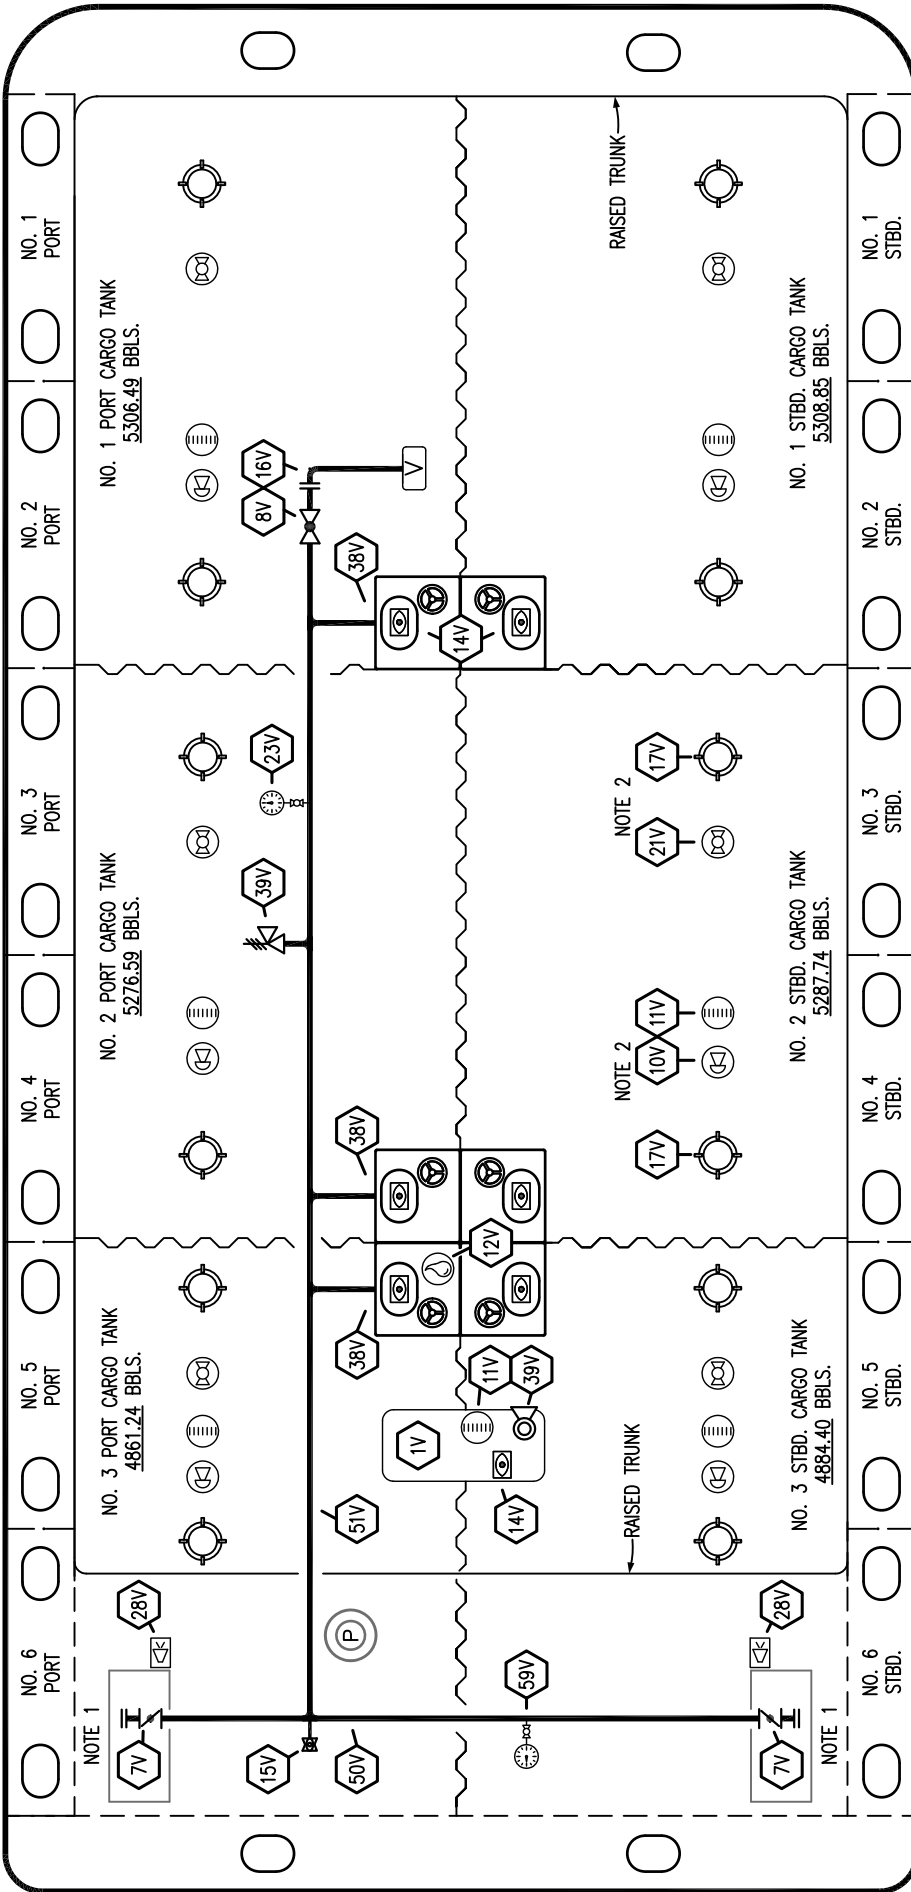 NO. 1
PORT
NO. 2
PORT
NO. 3
PORT
NO. 4
PORT
NO. 5
PORT
NO. 6
PORT
NO. 1 PORT CARGO TANK
5306.49 BBLS.
NO. 2 PORT CARGO TANK
5276.59 BBLS.
NO. 3 PORT CARGO TANK
4861.24 BBLS.
NOTE 1
7V
28V
15V
50V
51V
P
38V
38V
39V
23V
38V
8V
16V
V
14V
12V
1V
11V
39V
14V
59V
RAISED TRUNK
RAISED TRUNK
17V
NOTE 2
10V
11V
21V
NOTE 2
17V
28V
7V
NOTE 1
NO. 1 STBD. CARGO TANK
5308.85 BBLS.
NO. 2 STBD. CARGO TANK
5287.74 BBLS.
NO. 3 STBD. CARGO TANK
4884.40 BBLS.
NO. 1
STBD.
NO. 2
STBD.
NO. 3
STBD.
NO. 4
STBD.
NO. 5
STBD.
NO. 6
STBD.